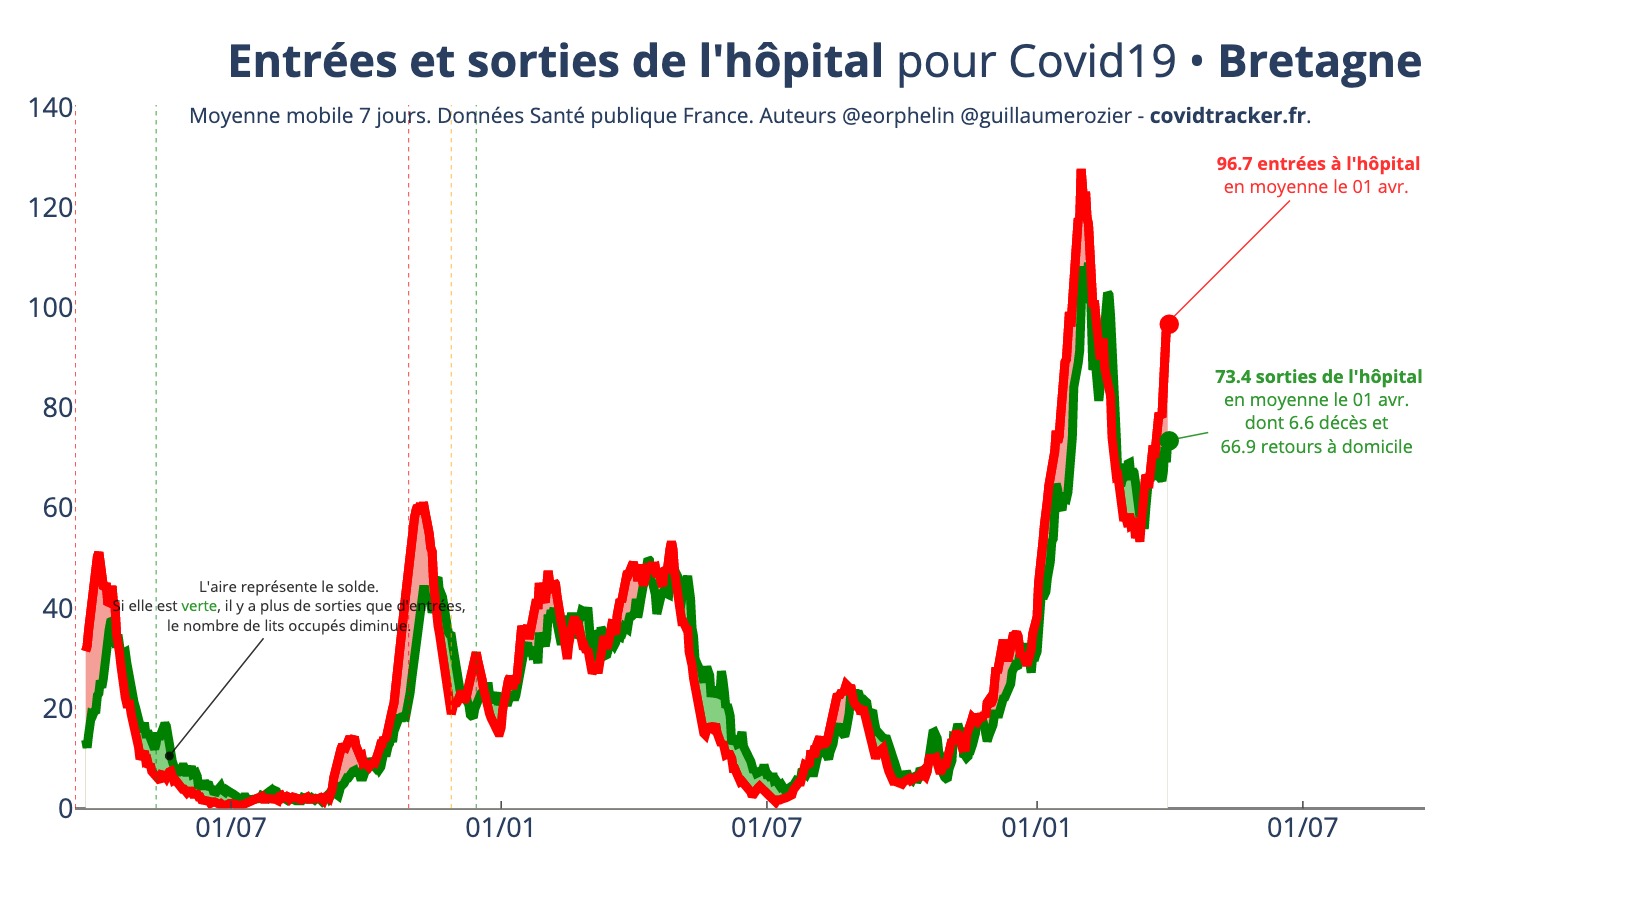 Entrées et sorties de l'hôpital pour Covid19 • Bretagne
Moyenne mobile 7 jours. Données Santé publique France. Auteurs @eorphelin @guillaumerozier - covidtracker.fr.
140
120
100
80
60
40
20
0
96.7 entrées à l'hôpital
en moyenne le 01 avr.
73.4 sorties de l'hôpital
en moyenne le 01 avr.
dont 6.6 décès et
66.9 retours à domicile
L'aire représente le solde.
Si elle est verte, il y a plus de sorties que d'entrées,
le nombre de lits occupés diminue.
01/07
01/01
01/07
01/01
01/07